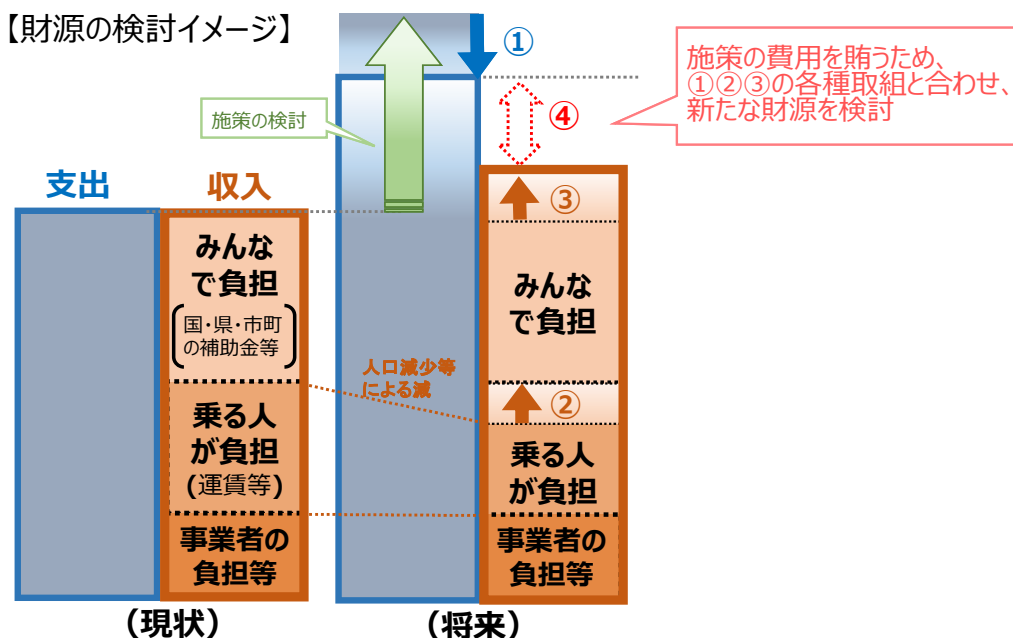 【財源の検討イメージ】
①
施策の費用を賄うため、
①②③の各種取組と合わせ、
新たな財源を検討
施策の検討
④
支出
収入
③
みんな
で負担
国・県・市町
の補助金等
みんな
で負担
人口減少等
による減
②
乗る人
が負担
(運賃等)
乗る人
が負担
事業者の
負担等
事業者の
負担等
(現状)
(将来)